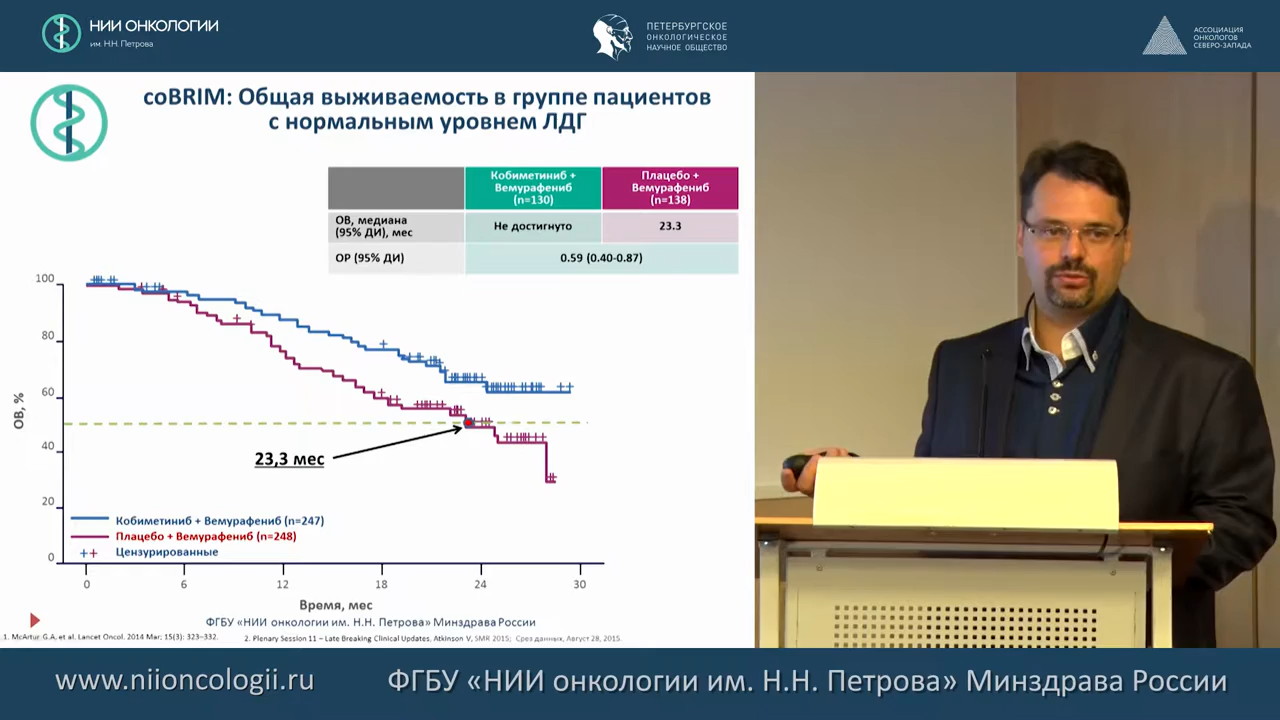 НИИ ОНКОЛОГИИ
им. Н.Н. Петрова
ПЕТЕРБУРГСКОЕ
ОНКОЛОГИЧЕСКОЕ
НАУЧНОЕ ОБЩЕСТВО
АССОЦИАЦИЯ
ОНКОЛОГОВ
СЕВЕРО-ЗАПАДА
coBRIM: Общая выживаемость в группе пациентов
с нормальным уровнем ЛДГ
Кобиметиниб +
Вемурафениб
(n=130)
Плацебо +
Вемурафениб
(n=138)
ОВ, медиана
(95% ДИ), мес
Не достигнуто
23.3
ОР (95% ДИ)
0.59 (0.40-0.87)
ОВ, %
100
80
60
40
20
0
23,3 мес
Кобиметиниб + Вемурафениб (n=247)
Плацебо + Вемурафениб (n=248)
Цензурированные
0 6 12 18 24 30
Время, мес
ФГБУ «НИИ онкологии им. Н.Н. Петрова» Минздрава России
1. McArtur G.A, et al. Lancet Oncol. 2014 Mar; 15(3): 323–332.
2. Plenary Session 11 – Late Breaking Clinical Updates. Atkinson V, SMR 2015; Срез данных, Август 28, 2015.
www.niioncologii.ru
ФГБУ «НИИ онкологии им. Н.Н. Петрова» Минздрава России